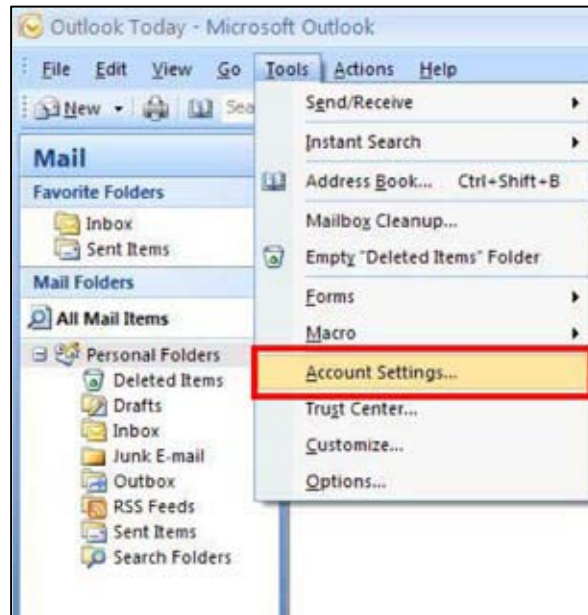 Outlook Today - Microsoft Outlook
File Edit View Go Tools Actions Help
New Sea
Send/Receive
Instant Search
Address Book... Ctrl+Shift+B
Mailbox Cleanup...
Empty "Deleted Items" Folder
Forms
Macro
Account Settings...
Trust Center...
Customize...
Options...
Mail
Favorite Folders
Inbox
Sent Items
Mail Folders
All Mail Items
Personal Folders
Deleted Items
Drafts
Inbox
Junk E-mail
Outbox
RSS Feeds
Sent Items
Search Folders